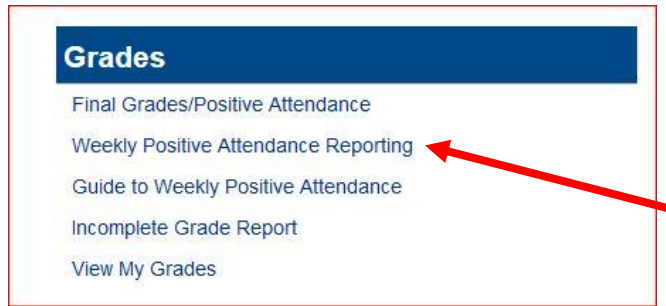 Grades
Final Grades/Positive Attendance
Weekly Positive Attendance Reporting
Guide to Weekly Positive Attendance
Incomplete Grade Report
View My Grades